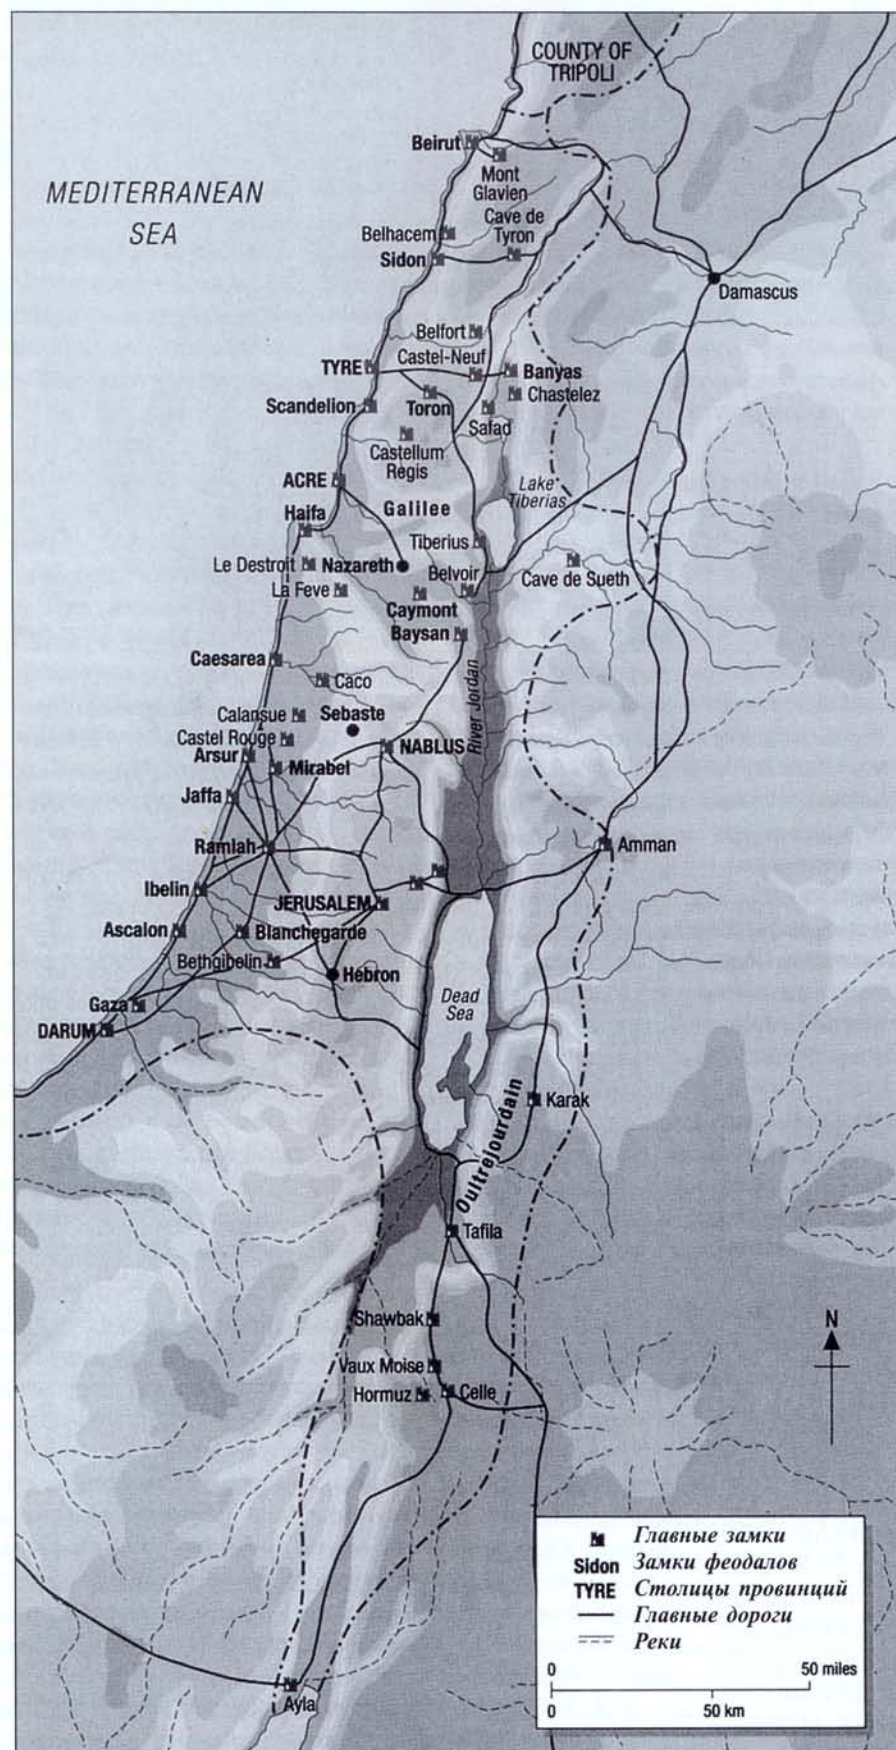 COUNTY OF
TRIPOLI
Beirut
MEDITERRANEAN
SEA
Mont
Glavien
Cave de
Tyron
Belhacem
Sidon
Damascus
Belfort
Castel-Neuf
TYRE
Banyas
Chastelez
Scandelion
Toron
Safad
Castellum
Regis
ACRE
Lake
Tiberias
Galilee
Haifa
Tiberius
Le Destroit
Nazareth
Belvoir
Cave de Sueth
La Feve
Caymont
Baysan
Caesarea
Caco
River Jordan
Calansue
Sebaste
Castel Rouge
NABLUS
Arsur
Mirabel
Jaffa
Ramlah
Amman
Ibelin
JERUSALEM
Ascalon
Blanchegarde
Bethgibelin
Hebron
Dead
Sea
Gaza
DARUM
Karak
Oultrejourdain
Tafila
Shawbak
N
Vaux Moise
Hormuz
Celle
Главные замки
Sidon Замки феодалов
TYRE Столицы провинций
Главные дороги
Реки
0 50 miles
0 50 km
Ayla